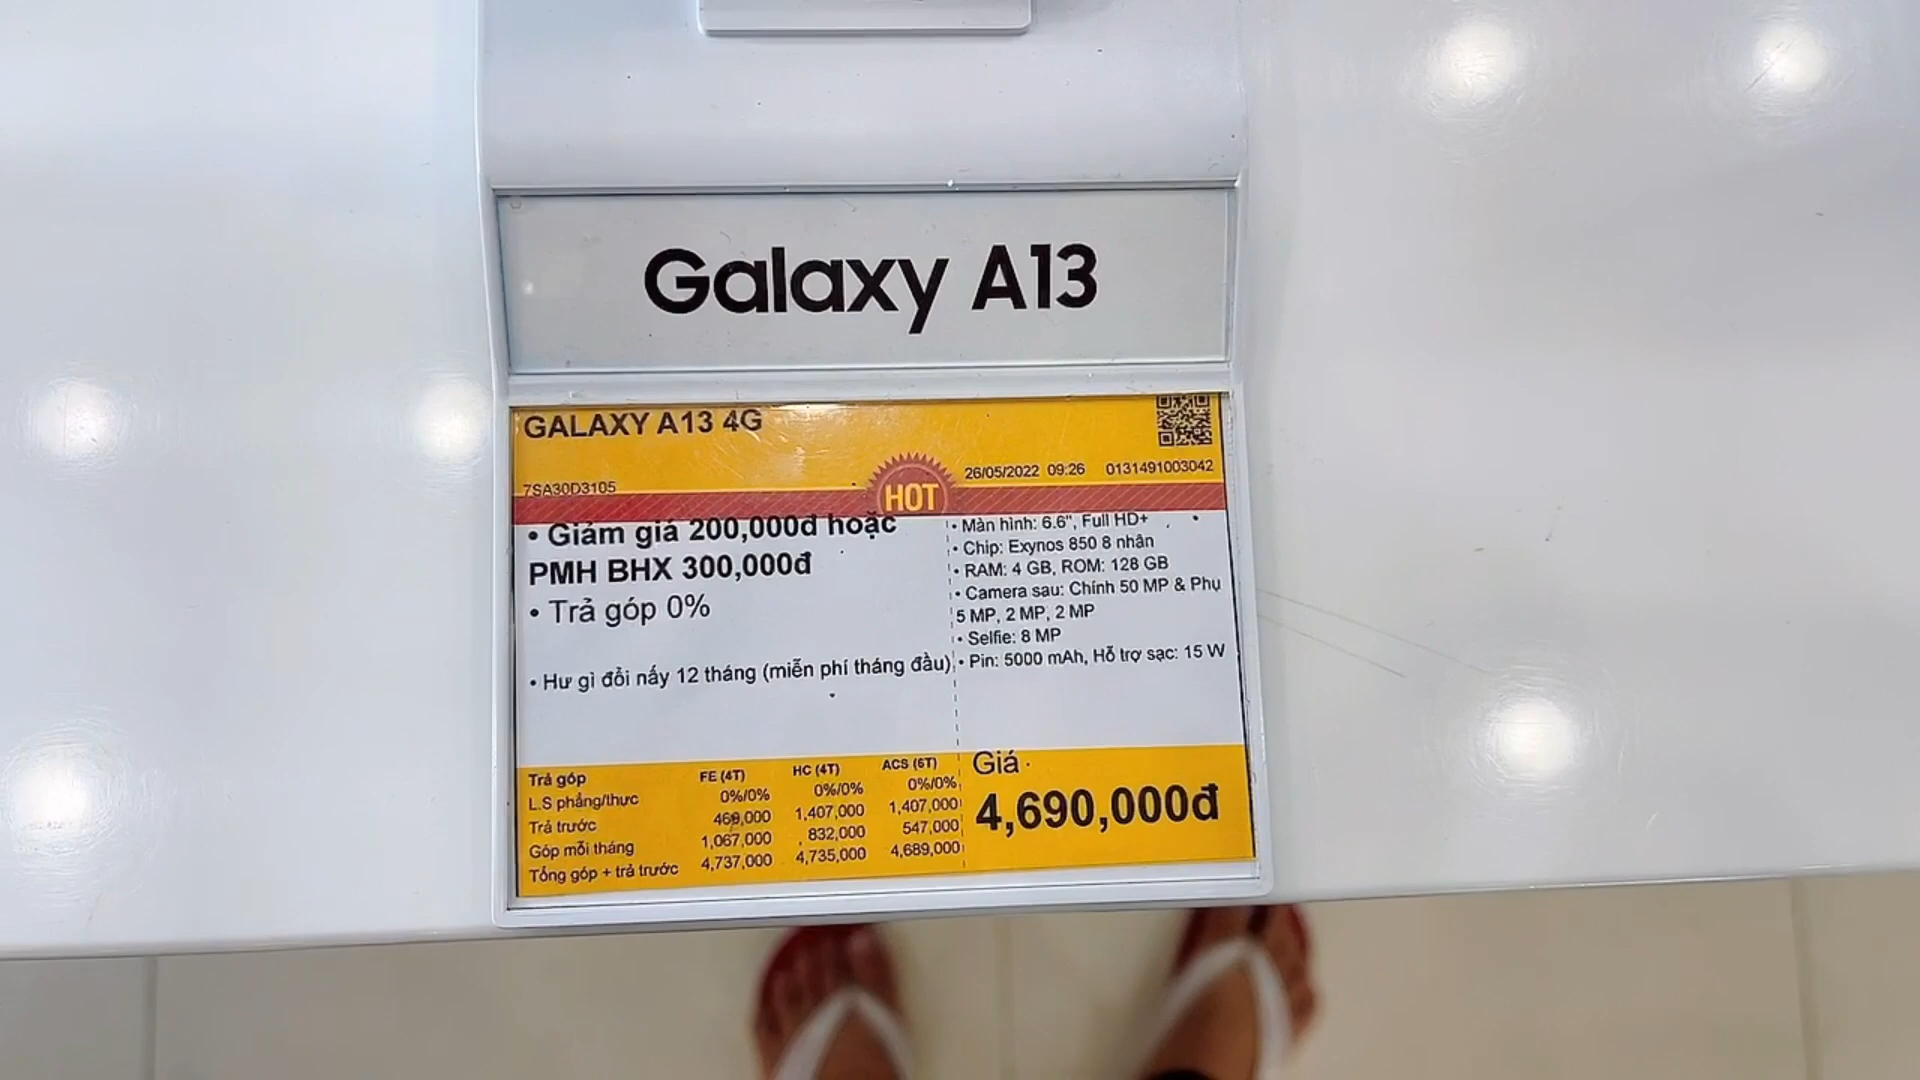 Galaxy A13
GALAXY A13 4G
7SA30D3105
HOT
26/05/2022 09:26 0131491003042
• Giảm giá 200,000đ hoặc
PMH BHX 300,000đ
• Trả góp 0%
• Hư gì đổi nấy 12 tháng (miễn phí tháng đầu)
• Màn hình: 6.6", Full HD+
• Chip: Exynos 850 8 nhân
• RAM: 4 GB, ROM: 128 GB
• Camera sau: Chính 50 MP & Phụ
5 MP, 2 MP, 2 MP
• Selfie: 8 MP
• Pin: 5000 mAh, Hỗ trợ sạc: 15 W
Trả góp FE (4T) HC (4T) ACS (6T)
L.S phẳng/thực 0%/0% 0%/0% 0%/0%
Trả trước 469,000 1,407,000 1,407,000
Góp mỗi tháng 1,067,000 832,000 547,000
Tổng góp + trả trước 4,737,000 4,735,000 4,689,000
Giá
4,690,000đ